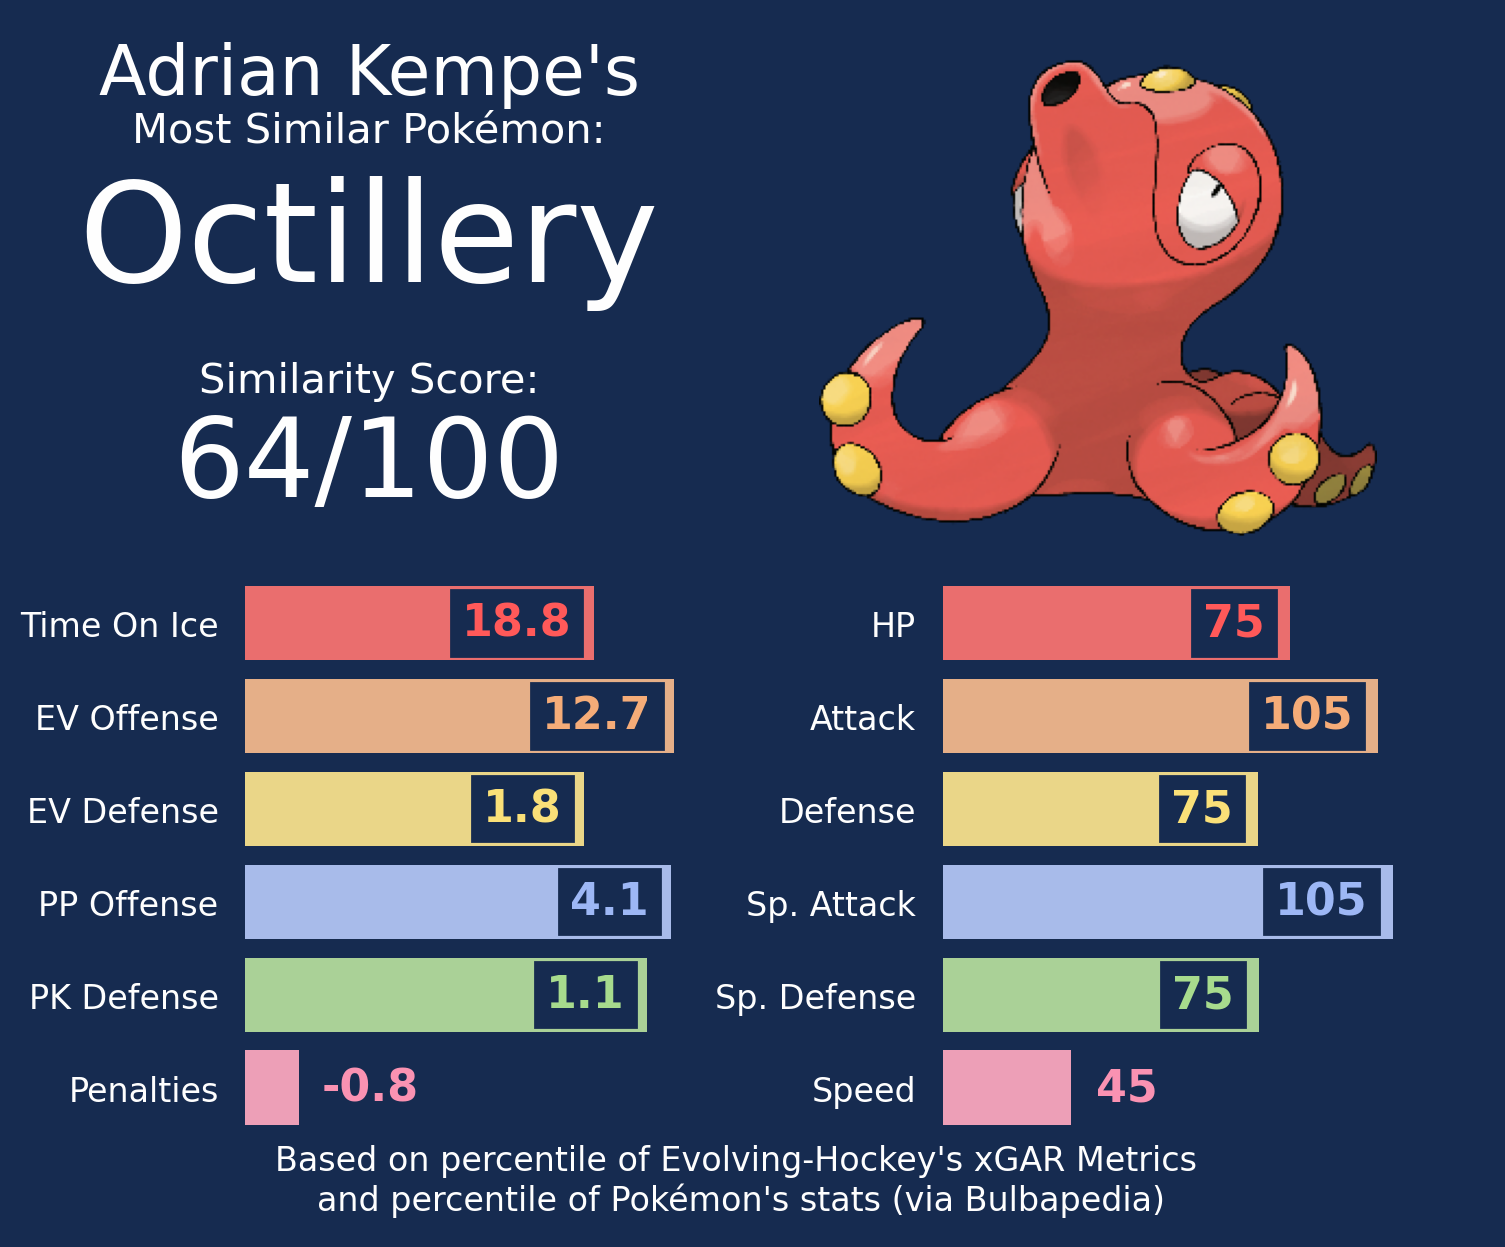 Adrian Kempe's
Most Similar Pokémon:
Octillery
Similarity Score:
64/100
Time On Ice 18.8
EV Offense 12.7
EV Defense 1.8
PP Offense 4.1
PK Defense 1.1
Penalties -0.8
HP 75
Attack 105
Defense 75
Sp. Attack 105
Sp. Defense 75
Speed 45
Based on percentile of Evolving-Hockey's xGAR Metrics
and percentile of Pokémon's stats (via Bulbapedia)